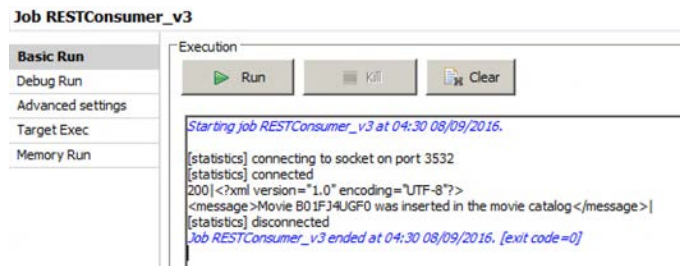 Job RESTConsumer_v3
Basic Run
Debug Run
Advanced settings
Target Exec
Memory Run
Execution
Run
Kill
Clear
Starting job RESTConsumer_v3 at 04:30 08/09/2016.
[statistics] connecting to socket on port 3532
[statistics] connected
200|<?xml version="1.0" encoding="UTF-8"?>
<message>Movie B01FJ4UGF0 was inserted in the movie catalog</message>|
[statistics] disconnected
Job RESTConsumer_v3 ended at 04:30 08/09/2016. [exit code=0]